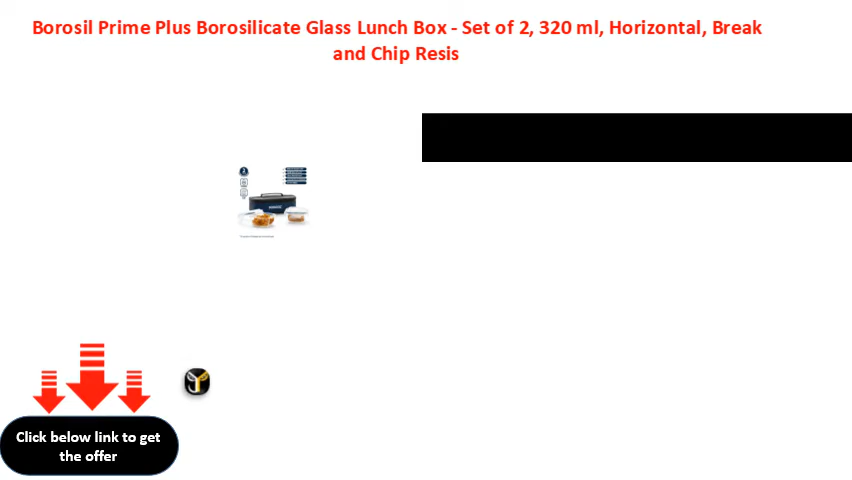 Borosil Prime Plus Borosilicate Glass Lunch Box - Set of 2, 320 ml, Horizontal, Break
and Chip Resis
2
Click below link to get
the offer